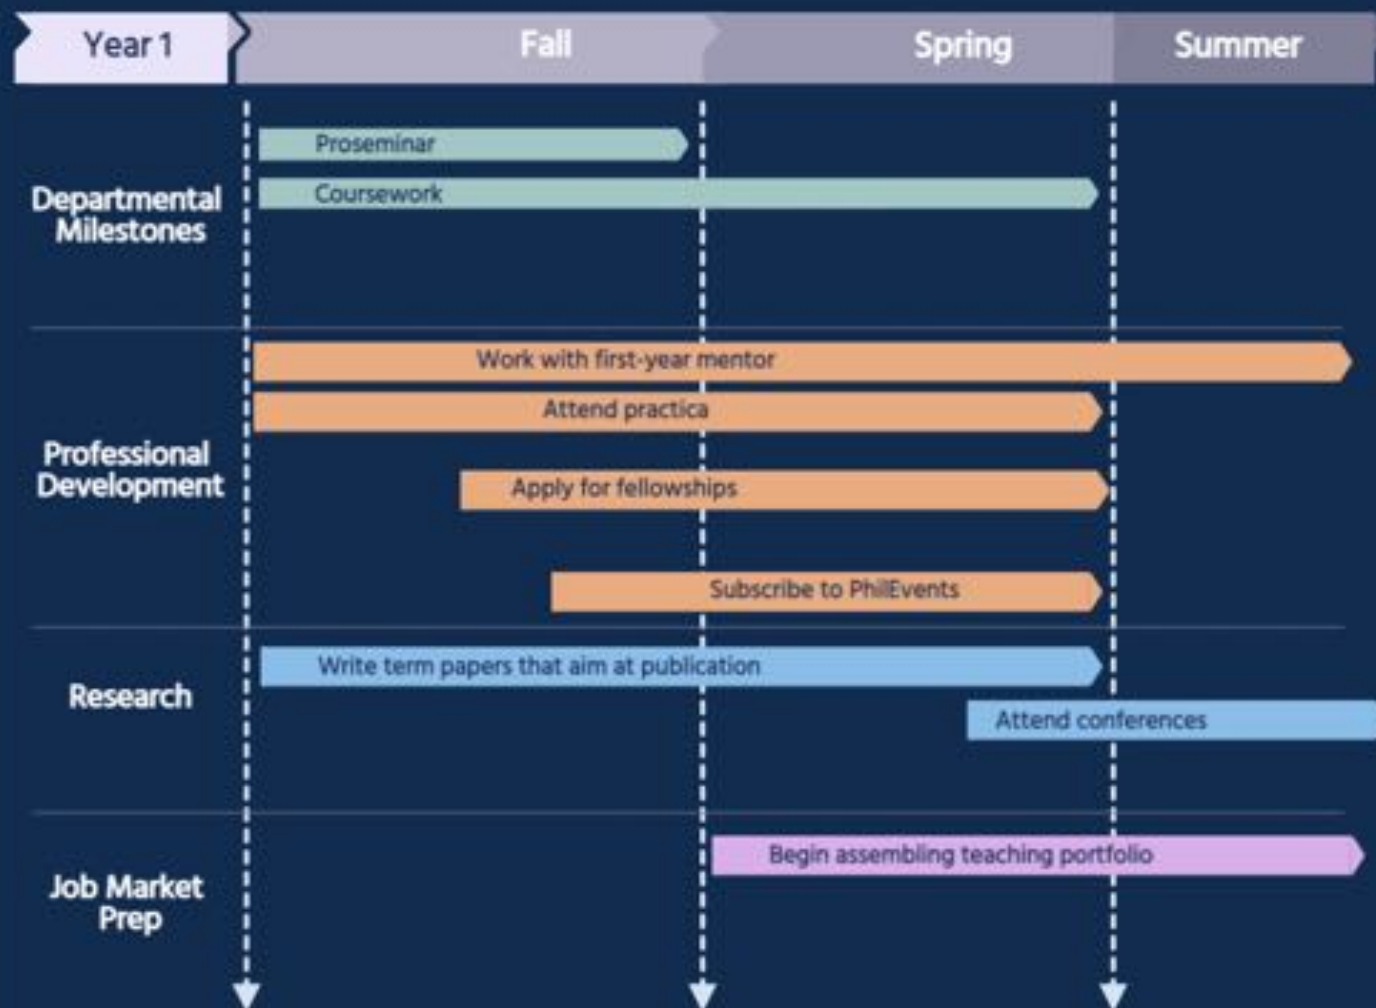 Year 1
Fall
Spring
Summer
Departmental
Milestones
Proseminar
Coursework
Professional
Development
Work with first-year mentor
Attend practica
Apply for fellowships
Subscribe to PhilEvents
Research
Write term papers that aim at publication
Attend conferences
Job Market
Prep
Begin assembling teaching portfolio